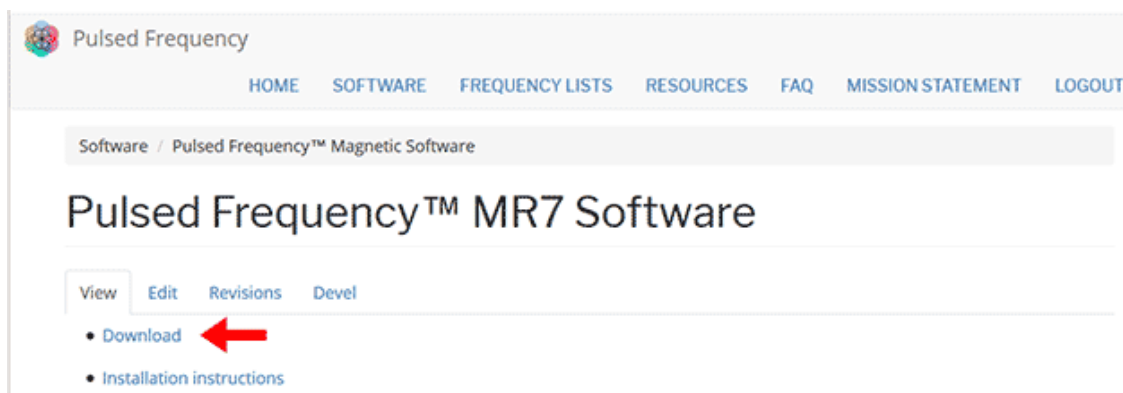 Pulsed Frequency
HOME SOFTWARE FREQUENCY LISTS RESOURCES FAQ MISSION STATEMENT LOGOUT
Software / Pulsed Frequency™ Magnetic Software
Pulsed Frequency™ MR7 Software
View Edit Revisions Devel
• Download
• Installation instructions